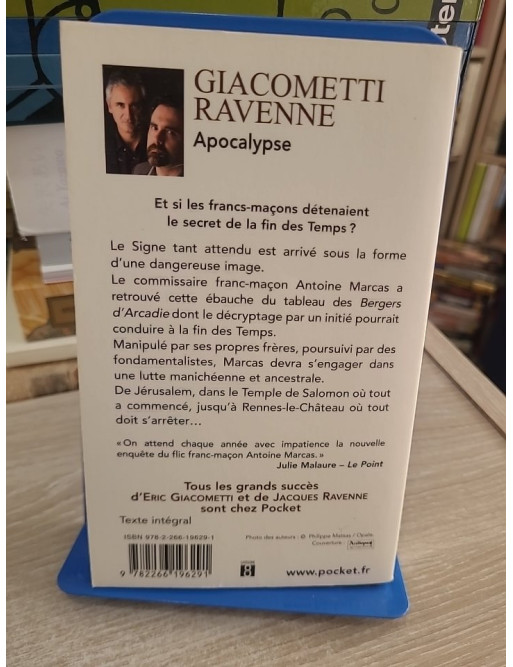 GIACOMETTI
RAVENNE
Apocalypse
Et si les francs-maçons détenaient
le secret de la fin des Temps ?
Le Signe tant attendu est arrivé sous la forme
d'une dangereuse image.
Le commissaire franc-maçon Antoine Marcas a
retrouvé cette ébauche du tableau des Bergers
d'Arcadie dont le décryptage par un initié pourrait
conduire à la fin des Temps.
Manipulé par ses propres frères, poursuivi par des
fondamentalistes, Marcas devra s'engager dans
une lutte manichéenne et ancestrale.
De Jérusalem, dans le Temple de Salomon où tout
a commencé, jusqu'à Rennes-le-Château où tout
doit s'arrêter...
« On attend chaque année avec impatience la nouvelle
enquête du flic franc-maçon Antoine Marcas. »
Julie Malaure – Le Point
Tous les grands succès
d'ERIC GIACOMETTI et de JACQUES RAVENNE
sont chez Pocket
Texte intégral
ISBN 978-2-266-19629-1
Photo des auteurs : © Philippe Matsas / Opale.
Couverture :
9 782266 196291
www.pocket.fr